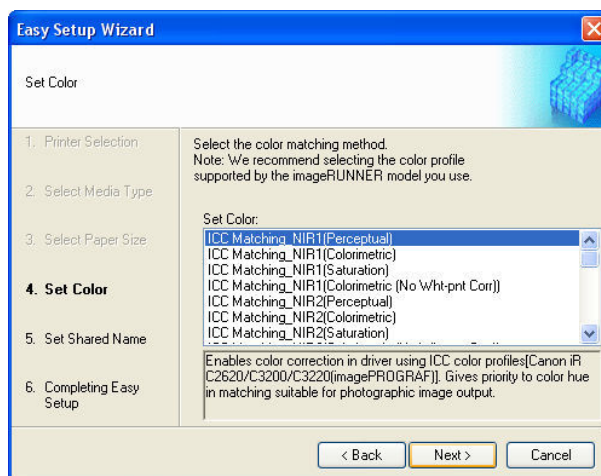 Easy Setup Wizard
Set Color
1. Printer Selection
2. Select Media Type
3. Select Paper Size
4. Set Color
5. Set Shared Name
6. Completing Easy
Setup
Select the color matching method.
Note: We recommend selecting the color profile
supported by the imageRUNNER model you use.
Set Color:
ICC Matching_NIR1(Perceptual)
ICC Matching_NIR1(Colorimetric)
ICC Matching_NIR1(Saturation)
ICC Matching_NIR1(Colorimetric (No Wht-pnt Corr))
ICC Matching_NIR2(Perceptual)
ICC Matching_NIR2(Colorimetric)
ICC Matching_NIR2(Saturation)
Enables color correction in driver using ICC color profiles[Canon iR
C2620/C3200/C3220(imagePROGRAF)]. Gives priority to color hue
in matching suitable for photographic image output.
< Back
Next >
Cancel